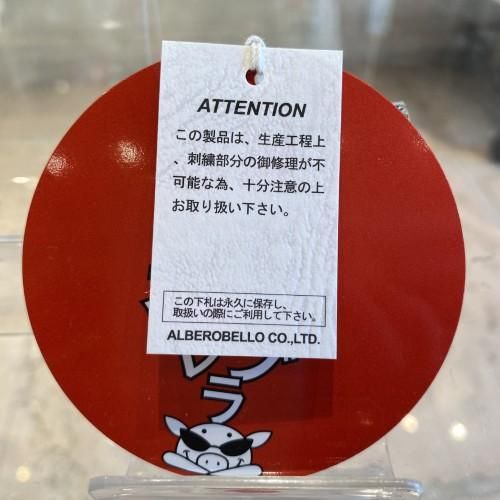 ATTENTION
この製品は、生産工程上
、刺繍部分の御修理が不
可能な為、十分注意の上
お取り扱い下さい。
この下札は永久に保存し、
取扱いの際にご利用して下さい。
ALBEROBELLO CO.,LTD.
ラ